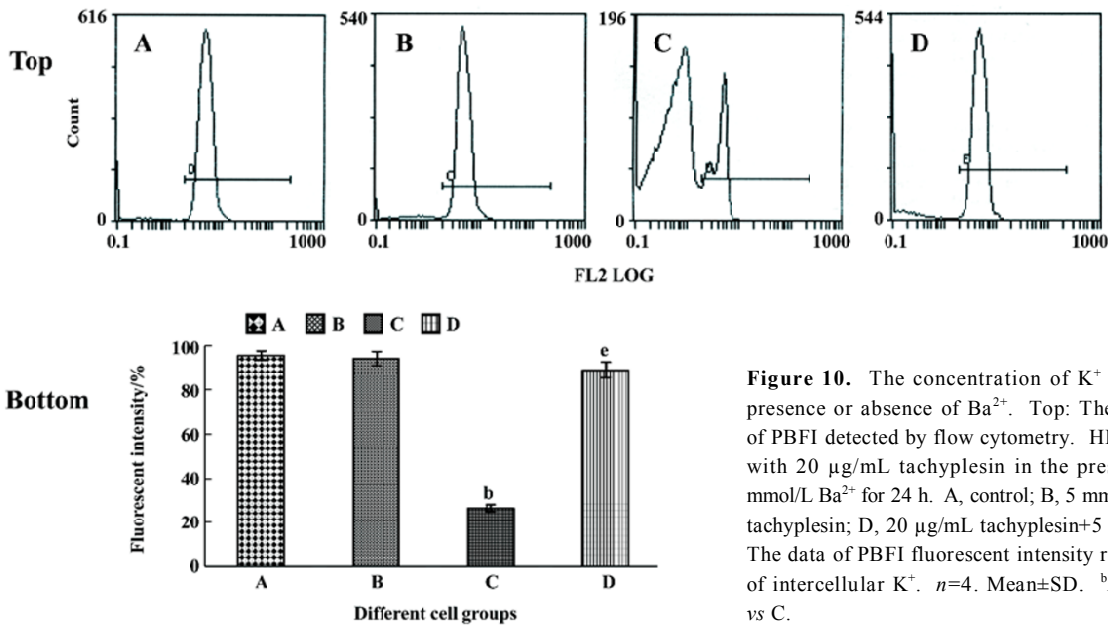 Top
616
A
Count
0
0.1
1000
540
B
0
0.1
1000
196
C
0
0.1
1000
544
D
0
0.1
1000
FL2 LOG
Bottom
A B C D
Fluorescent intensity/%
100
80
60
40
20
0
b
e
A B C D
Different cell groups
Figure 10. The concentration of K⁺
presence or absence of Ba²⁺. Top: The
of PBFI detected by flow cytometry. HI
with 20 µg/mL tachyplesin in the pres
mmol/L Ba²⁺ for 24 h. A, control; B, 5 mm
tachyplesin; D, 20 µg/mL tachyplesin+5
The data of PBFI fluorescent intensity r
of intercellular K⁺. n=4. Mean±SD. ᵇ
vs C.